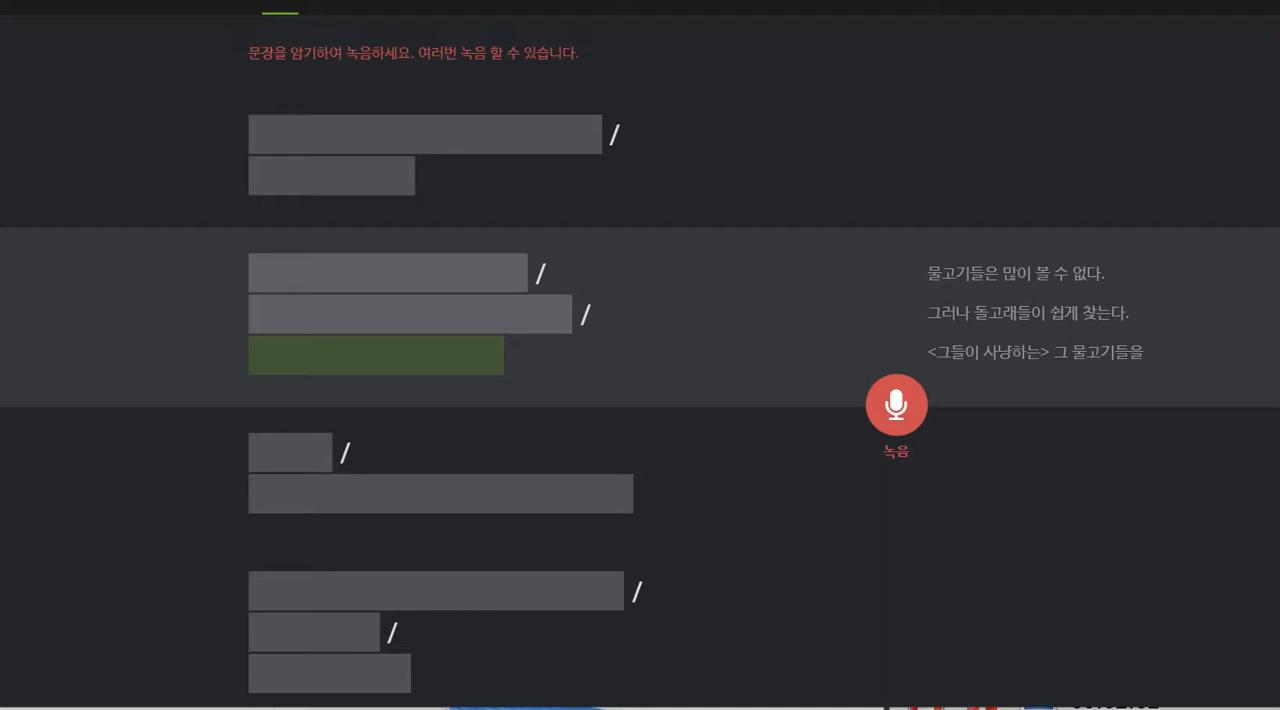 문장을 암기하여 녹음하세요. 여러번 녹음 할 수 있습니다.
/
/
물고기들은 많이 볼 수 없다.
/
그러나 돌고래들이 쉽게 찾는다.
<그들이 사냥하는> 그 물고기들을
녹음
/
/
/